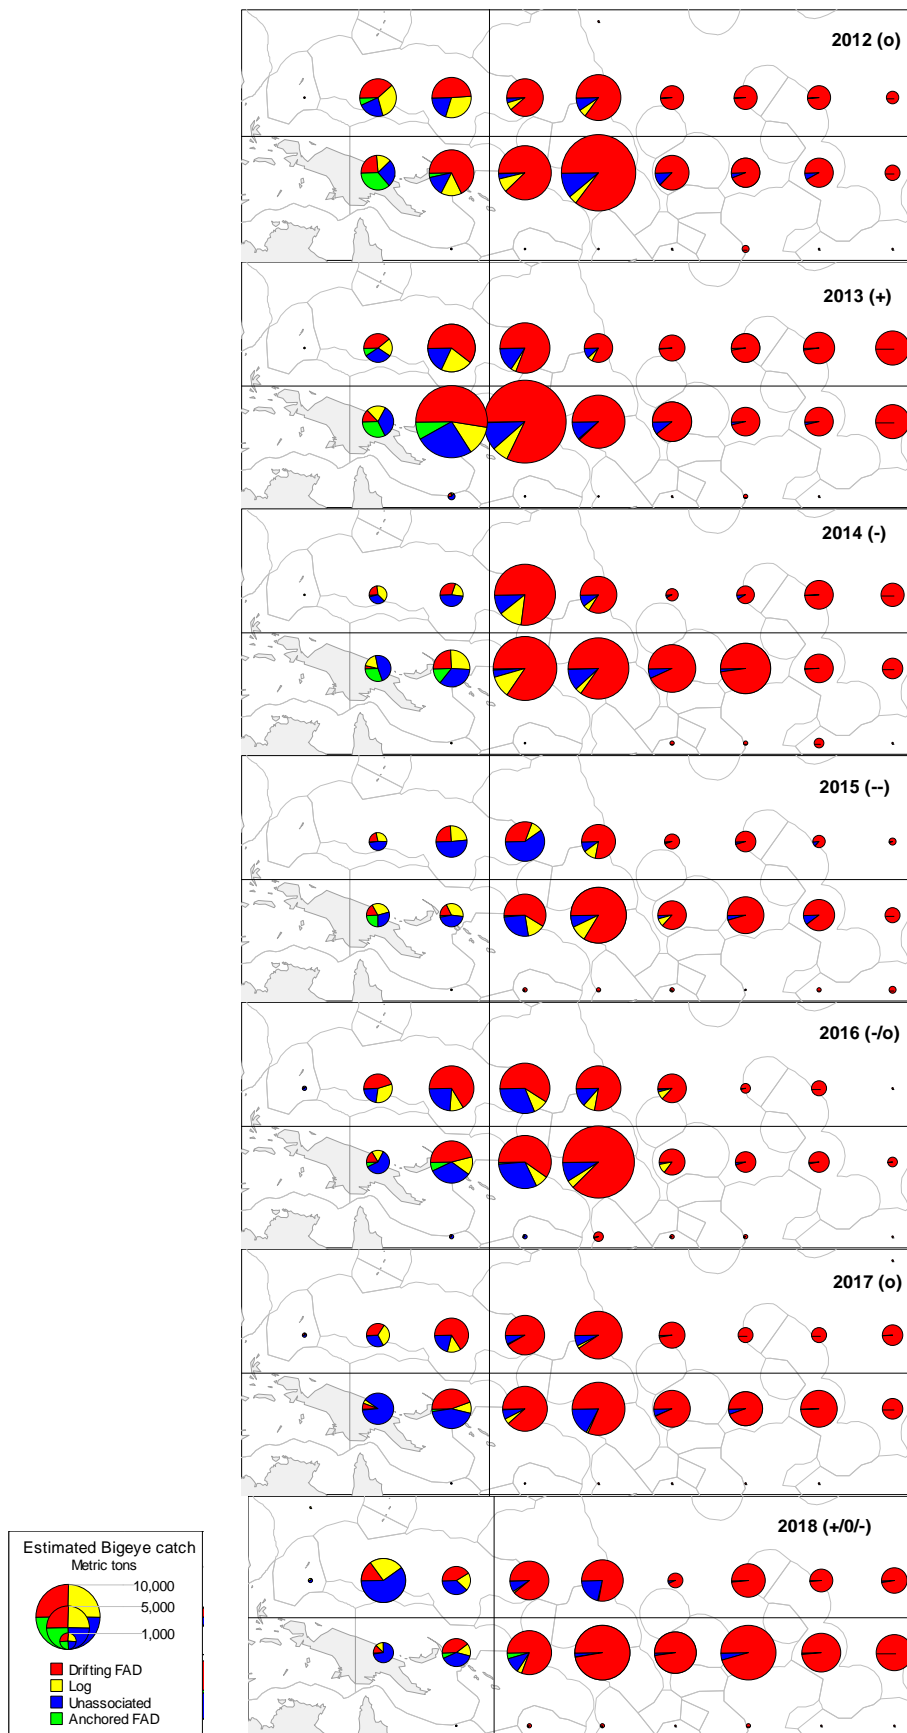 2012 (o)
2013 (+)
2014 (-)
2015 (--)
2016 (-/o)
2017 (o)
2018 (+/0/-)
Estimated Bigeye catch
Metric tons
10,000
5,000
1,000
Drifting FAD
Log
Unassociated
Anchored FAD